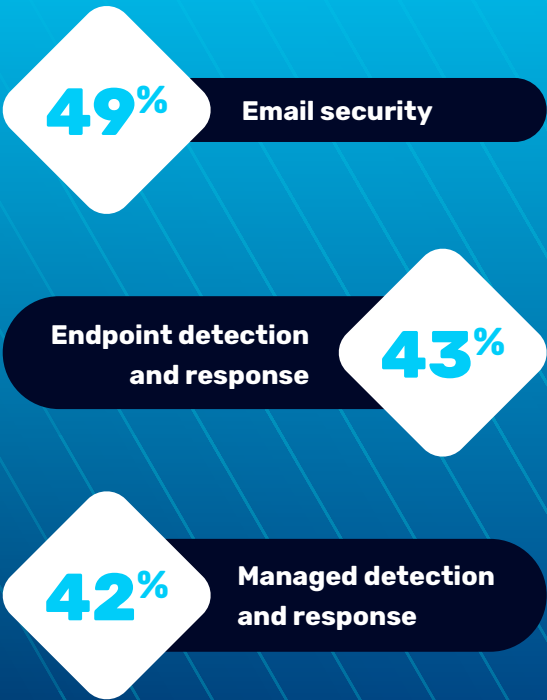 49%
Email security
Endpoint detection
and response
43%
42%
Managed detection
and response